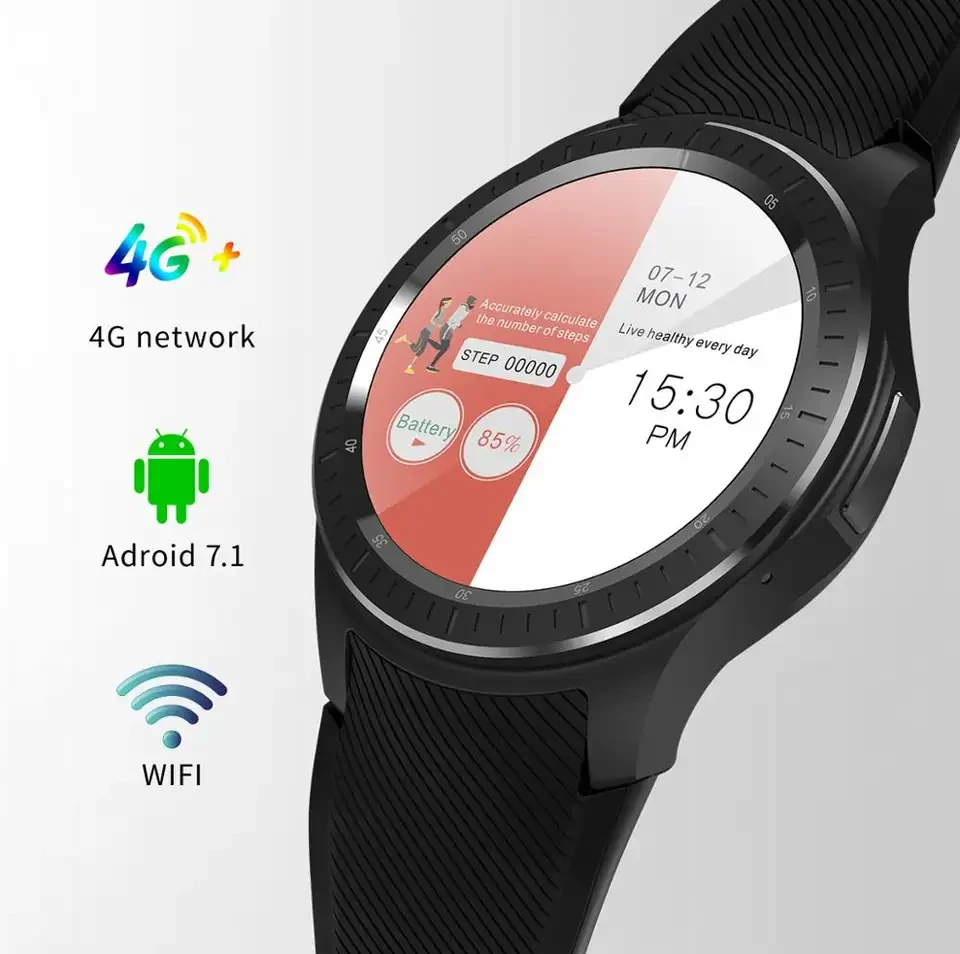 4G+
4G network
Adroid 7.1
WIFI
50
05
10
45
15
40
20
35
25
30
Accurately calculate
the number of steps
STEP 00000
Battery
85%
07-12
MON
Live healthy every day
15:30
PM